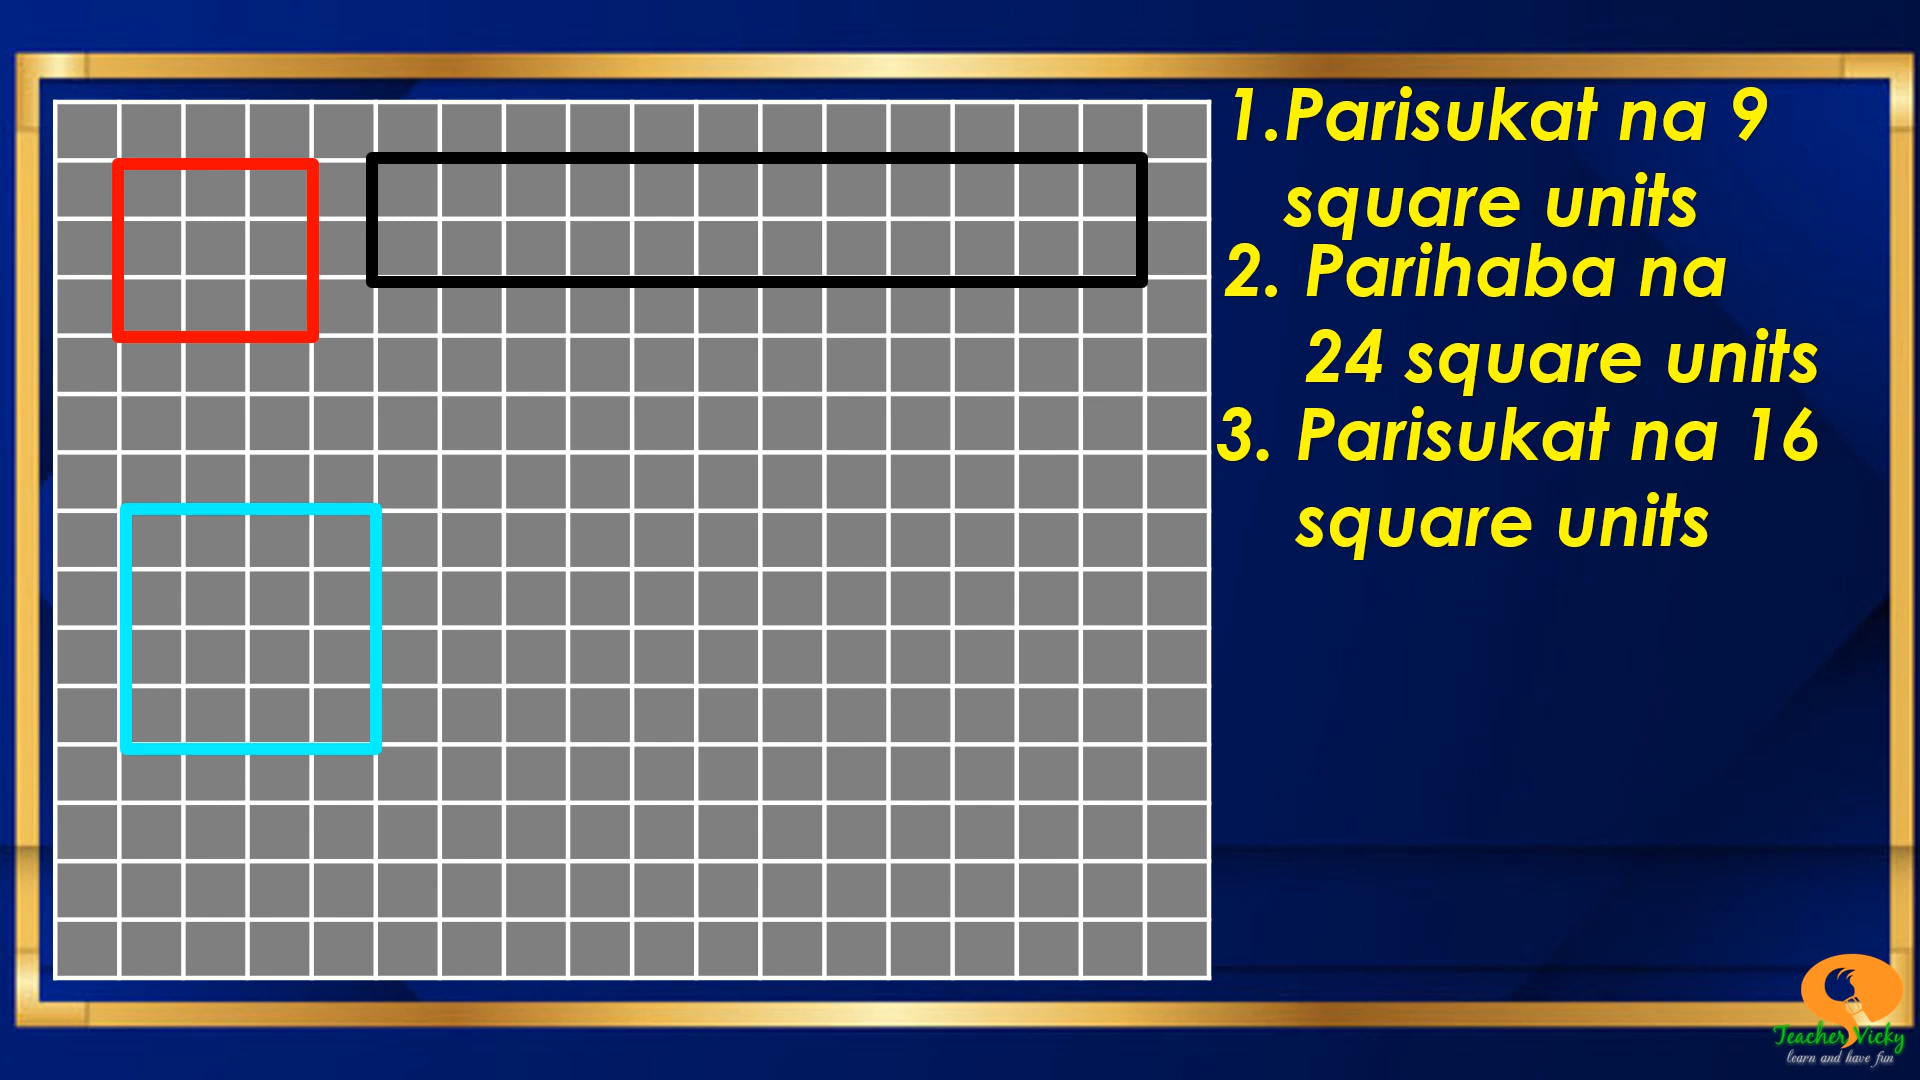 1.Parisukat na 9
square units
2. Parihaba na
24 square units
3. Parisukat na 16
square units
Teacher Vicky
learn and have fun